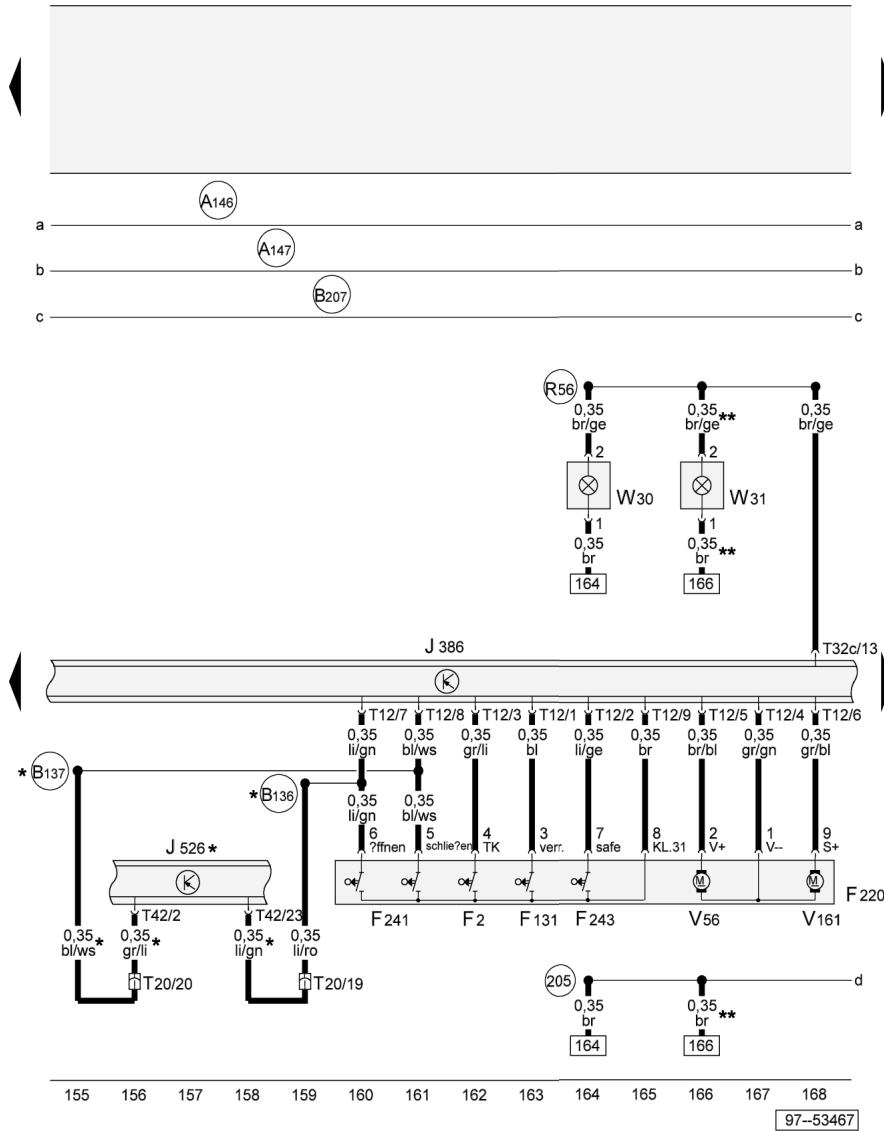 A146
a a
A147
b b
B207
c c
R56
0,35 0,35 0,35
br/ge br/ge** br/ge
2 2
W30 W31
1 1
0,35 0,35
br br **
164 166
J 386 T32c/13
T12/7 T12/8 T12/3 T12/1 T12/2 T12/9 T12/5 T12/4 T12/6
0,35 0,35 0,35 0,35 0,35 0,35 0,35 0,35 0,35
li/gn bl/ws gr/li bl li/ge br br/bl gr/gn gr/bl
* B137
* B136
0,35 0,35
li/gn bl/ws
6 5 4 3 7 8 2 1 9
?ffnen schlie?en TK verr. safe KL.31 V+ V-- S+
J 526 *
M M
F 220
T42/2 T42/23
F 241 F 2 F 131 F 243 V56 V161
0,35 0,35 0,35 0,35
bl/ws* gr/li* li/gn* li/ro
T20/20 T20/19
205 d
0,35 0,35
br br **
164 166
155 156 157 158 159 160 161 162 163 164 165 166 167 168
97--53467